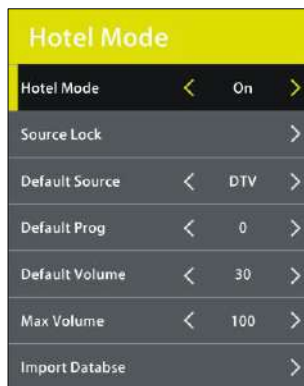 Hotel Mode
Hotel Mode < On >
Source Lock >
Default Source < DTV >
Default Prog < 0 >
Default Volume < 30 >
Max Volume < 100 >
Import Databse >